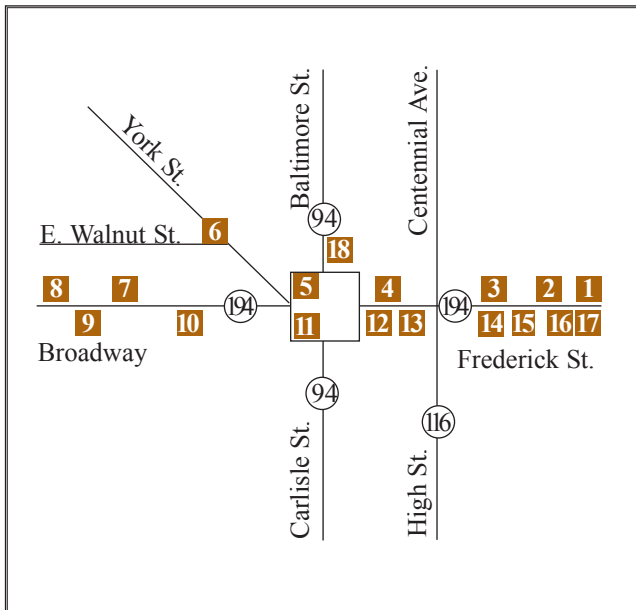 York St.
Baltimore St.
Centennial Ave.
94
E. Walnut St.
6
18
8
7
5
4
3
2
1
194
194
9
10
11
12
13
14
15
16
17
Broadway
Frederick St.
94
116
Carlisle St.
High St.